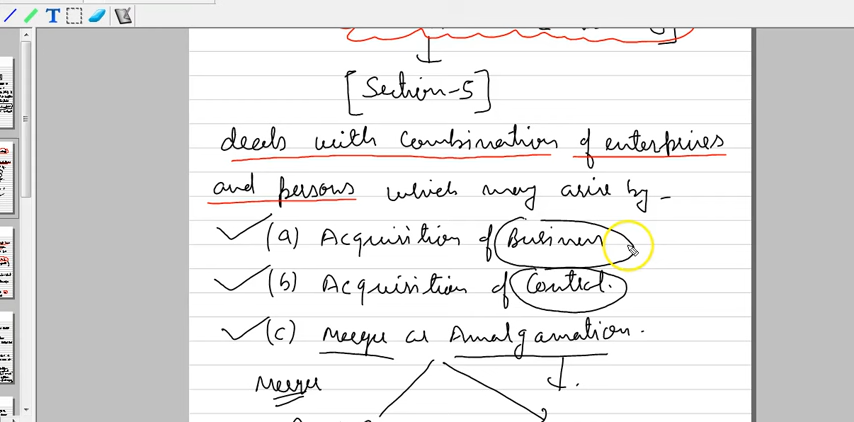 T
[Section-5]
deals with Combination of enterprises
and persons which may arise by -
(a) Acquisition of Business
(b) Acquisition of Control.
(c) Merger or Amalgamation.
Merger